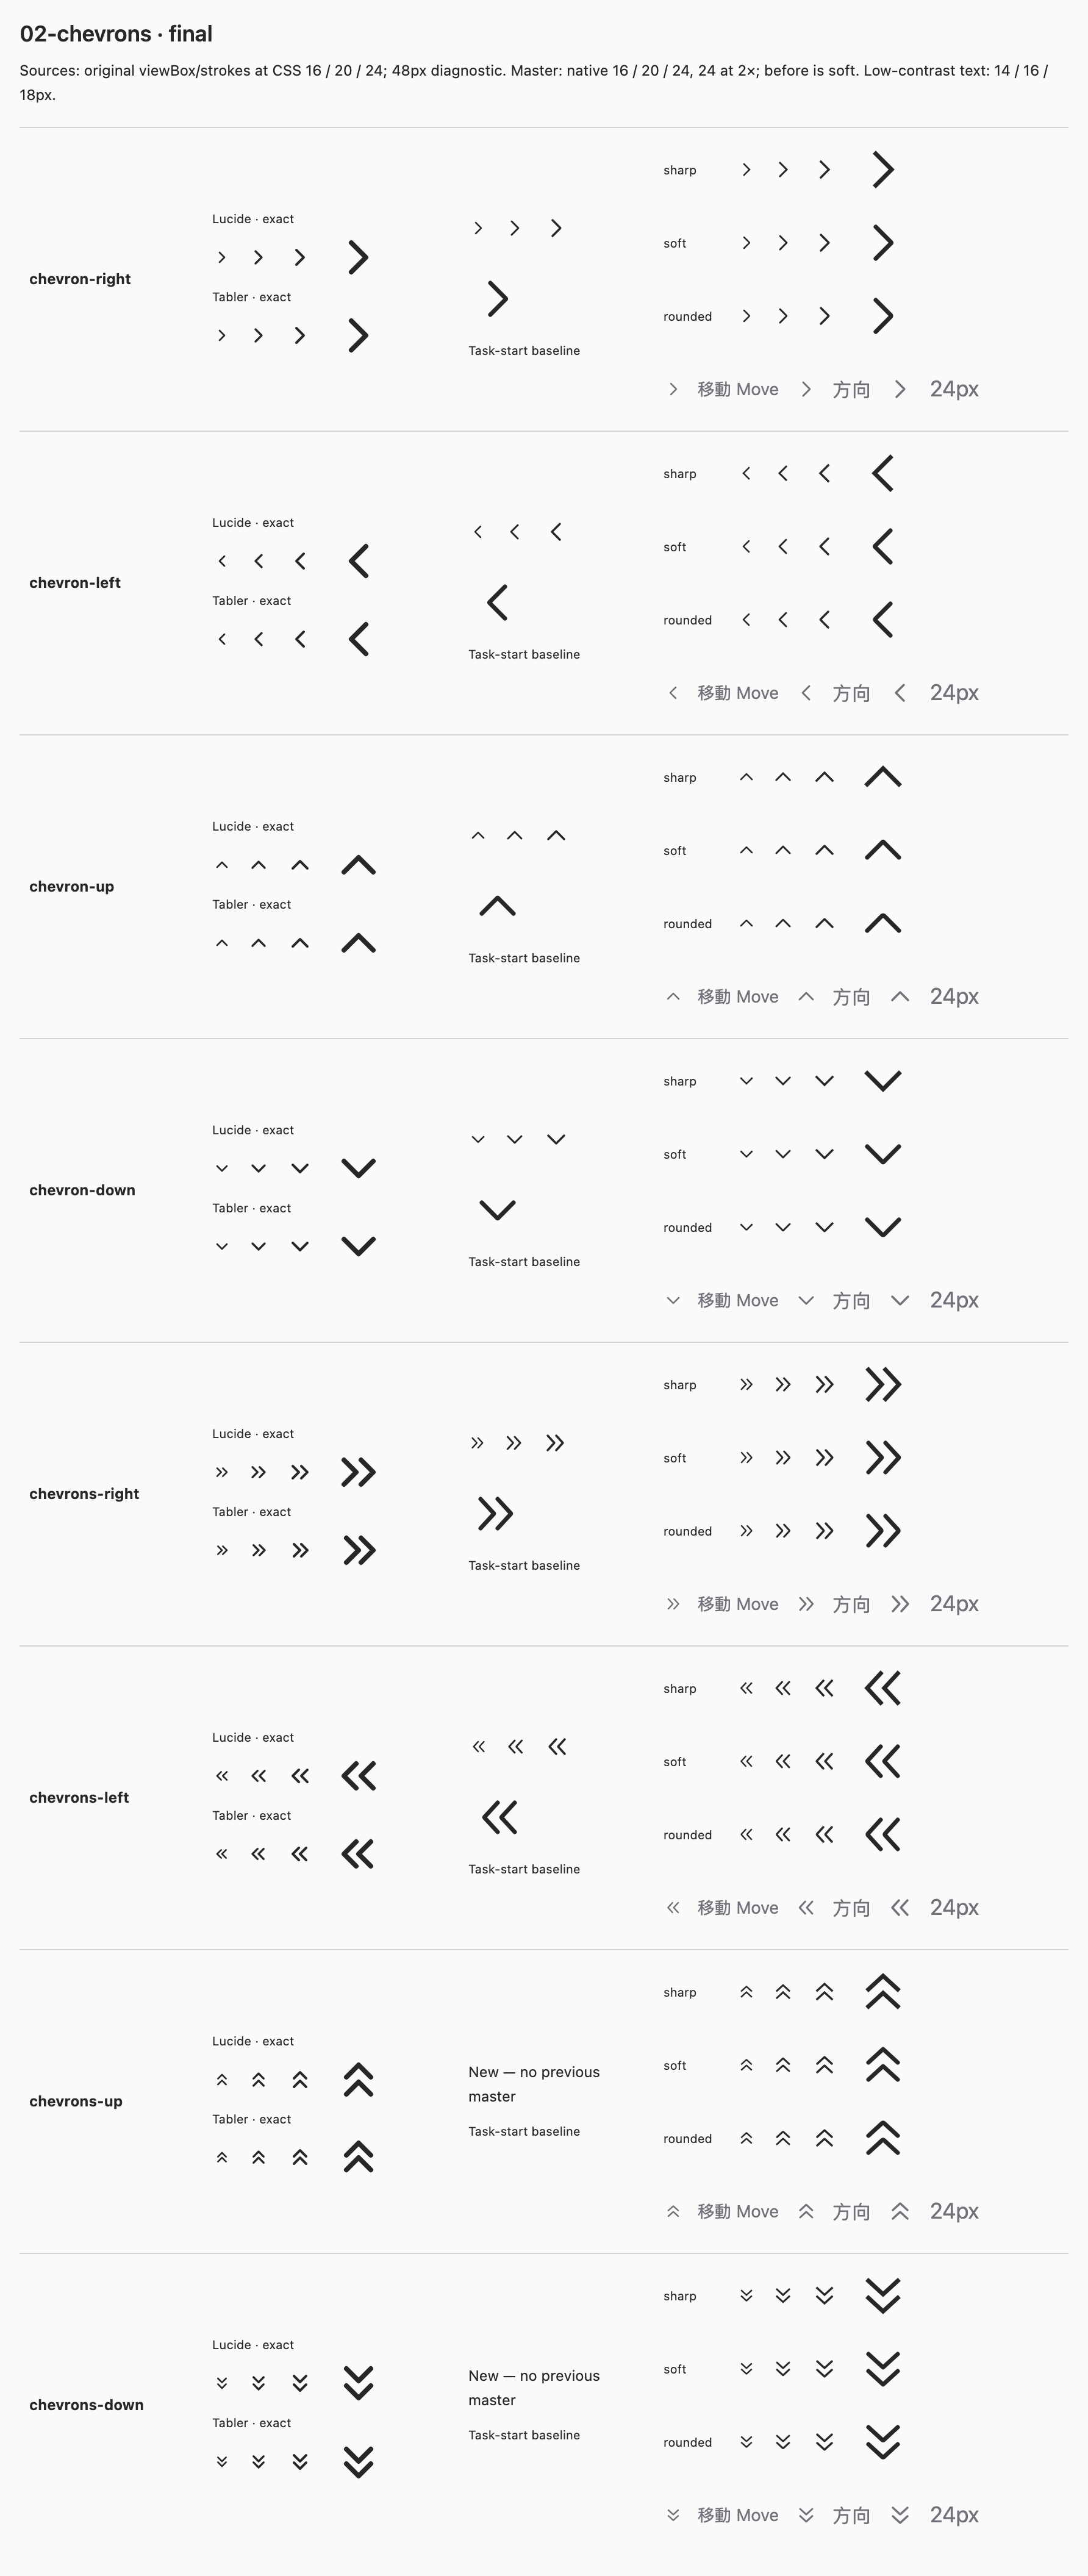 02-chevrons · final
Sources: original viewBox/strokes at CSS 16 / 20 / 24; 48px diagnostic. Master: native 16 / 20 / 24, 24 at 2×; before is soft. Low-contrast text: 14 / 16 /
18px.
chevron-right
Lucide · exact
Tabler · exact
Task-start baseline
sharp
soft
rounded
移動 Move 方向 24px
chevron-left
Lucide · exact
Tabler · exact
Task-start baseline
sharp
soft
rounded
移動 Move 方向 24px
chevron-up
Lucide · exact
Tabler · exact
Task-start baseline
sharp
soft
rounded
移動 Move 方向 24px
chevron-down
Lucide · exact
Tabler · exact
Task-start baseline
sharp
soft
rounded
移動 Move 方向 24px
chevrons-right
Lucide · exact
Tabler · exact
Task-start baseline
sharp
soft
rounded
移動 Move 方向 24px
chevrons-left
Lucide · exact
Tabler · exact
Task-start baseline
sharp
soft
rounded
移動 Move 方向 24px
chevrons-up
Lucide · exact
Tabler · exact
New — no previous
master
Task-start baseline
sharp
soft
rounded
移動 Move 方向 24px
chevrons-down
Lucide · exact
Tabler · exact
New — no previous
master
Task-start baseline
sharp
soft
rounded
移動 Move 方向 24px